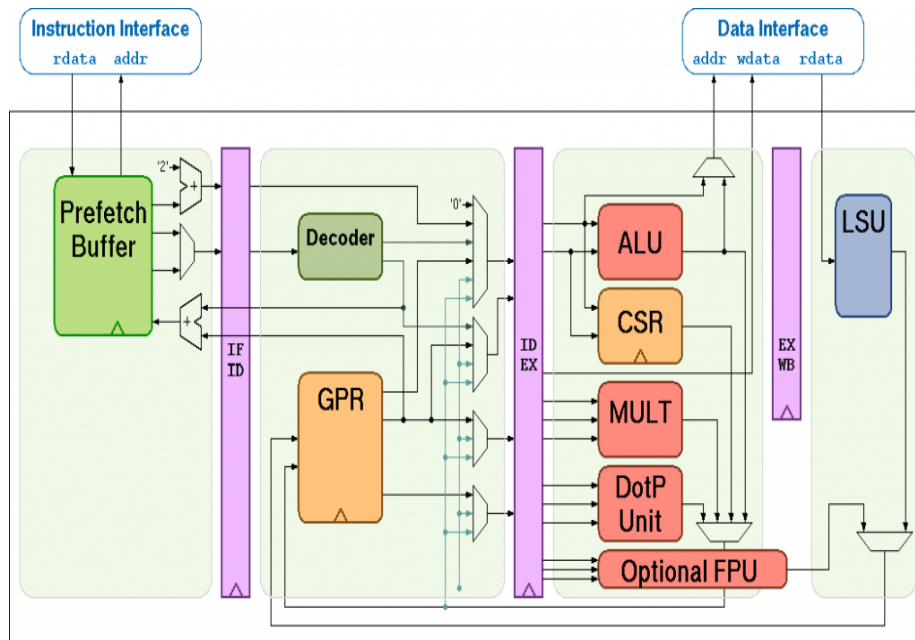 Instruction Interface
rdata addr
Data Interface
addr wdata rdata
'2'
+
Prefetch
Buffer
+
IF
ID
'0'
Decoder
GPR
ID
EX
ALU
CSR
MULT
DotP
Unit
Optional FPU
EX
WB
LSU